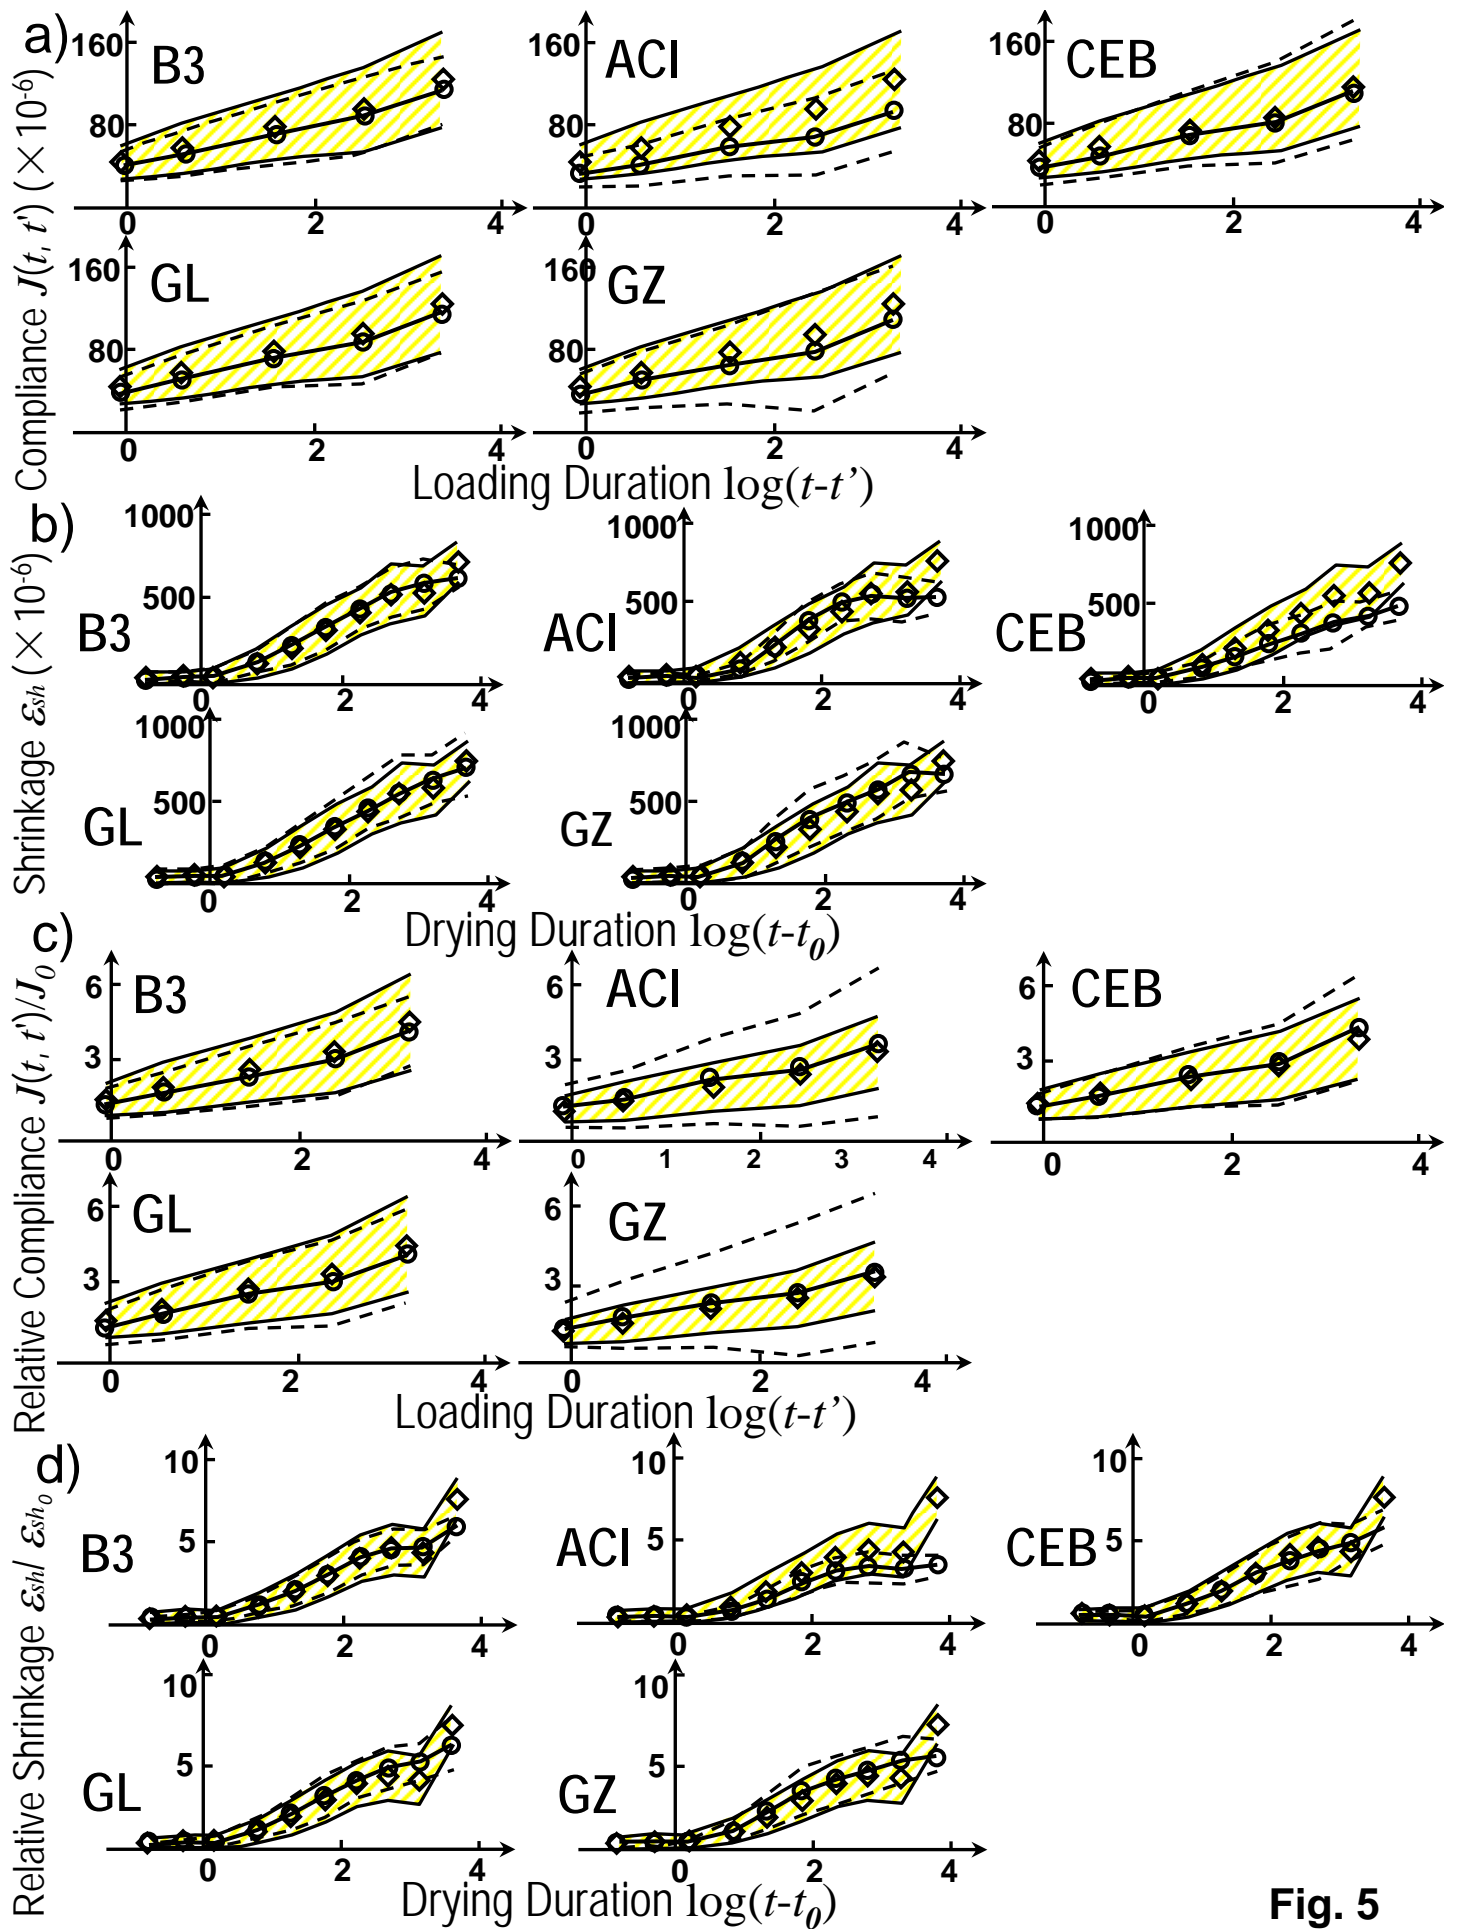 a)
Compliance J(t, t') (×10-6)
160
80
B3
0 2 4
160
80
ACI
0 2 4
160
80
CEB
0 2 4
160
80
GL
0 2 4
160
80
GZ
0 2 4
Loading Duration log(t-t’)
b)
Shrinkage εsh (×10-6)
1000
500
B3
0 2 4
1000
500
ACI
0 2 4
1000
500
CEB
0 2 4
1000
500
GL
0 2 4
1000
500
GZ
0 2 4
Drying Duration log(t-t0)
c)
Relative Compliance J(t, t')/J0
6
3
B3
0 2 4
6
3
ACI
0 1 2 3 4
6
3
CEB
0 2 4
6
3
GL
0 2 4
6
3
GZ
0 2 4
Loading Duration log(t-t’)
d)
Relative Shrinkage εsh/ εsh0
10
5
B3
0 2 4
10
5
ACI
0 2 4
10
5
CEB
0 2 4
10
5
GL
0 2 4
10
5
GZ
0 2 4
Drying Duration log(t-t0)
Fig. 5